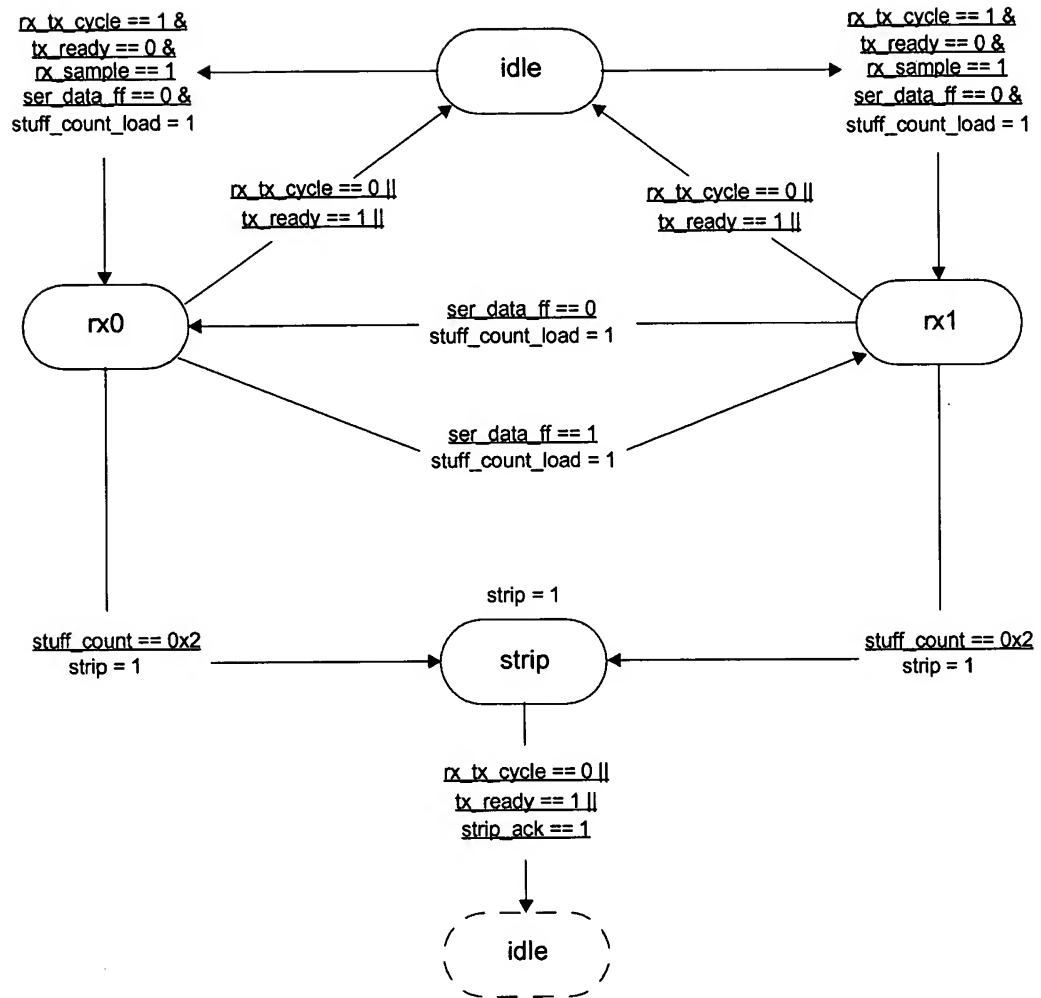 rx_tx_cycle == 1 &
tx_ready == 0 &
rx_sample == 1
ser_data_ff == 0 &
stuff_count_load = 1
idle
rx_tx_cycle == 1 &
tx_ready == 0 &
rx_sample == 1
ser_data_ff == 0 &
stuff_count_load = 1
rx_tx_cycle == 0 ||
tx_ready == 1 ||
rx_tx_cycle == 0 ||
tx_ready == 1 ||
rx0
ser_data_ff == 0
stuff_count_load = 1
rx1
ser_data_ff == 1
stuff_count_load = 1
strip = 1
stuff_count == 0x2
strip = 1
strip
stuff_count == 0x2
strip = 1
rx_tx_cycle == 0 ||
tx_ready == 1 ||
strip_ack == 1
idle